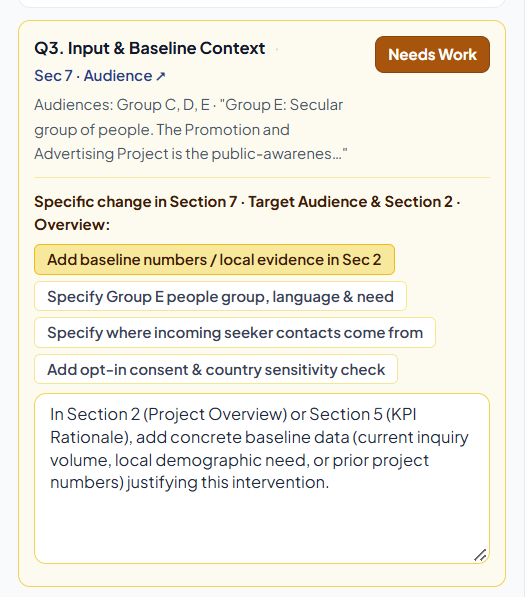 Q3. Input & Baseline Context ·
Needs Work
Sec 7 · Audience ↗
Audiences: Group C, D, E · "Group E: Secular
group of people. The Promotion and
Advertising Project is the public-awarenes…"
Specific change in Section 7 · Target Audience & Section 2 ·
Overview:
Add baseline numbers / local evidence in Sec 2
Specify Group E people group, language & need
Specify where incoming seeker contacts come from
Add opt-in consent & country sensitivity check
In Section 2 (Project Overview) or Section 5 (KPI
Rationale), add concrete baseline data (current inquiry
volume, local demographic need, or prior project
numbers) justifying this intervention.